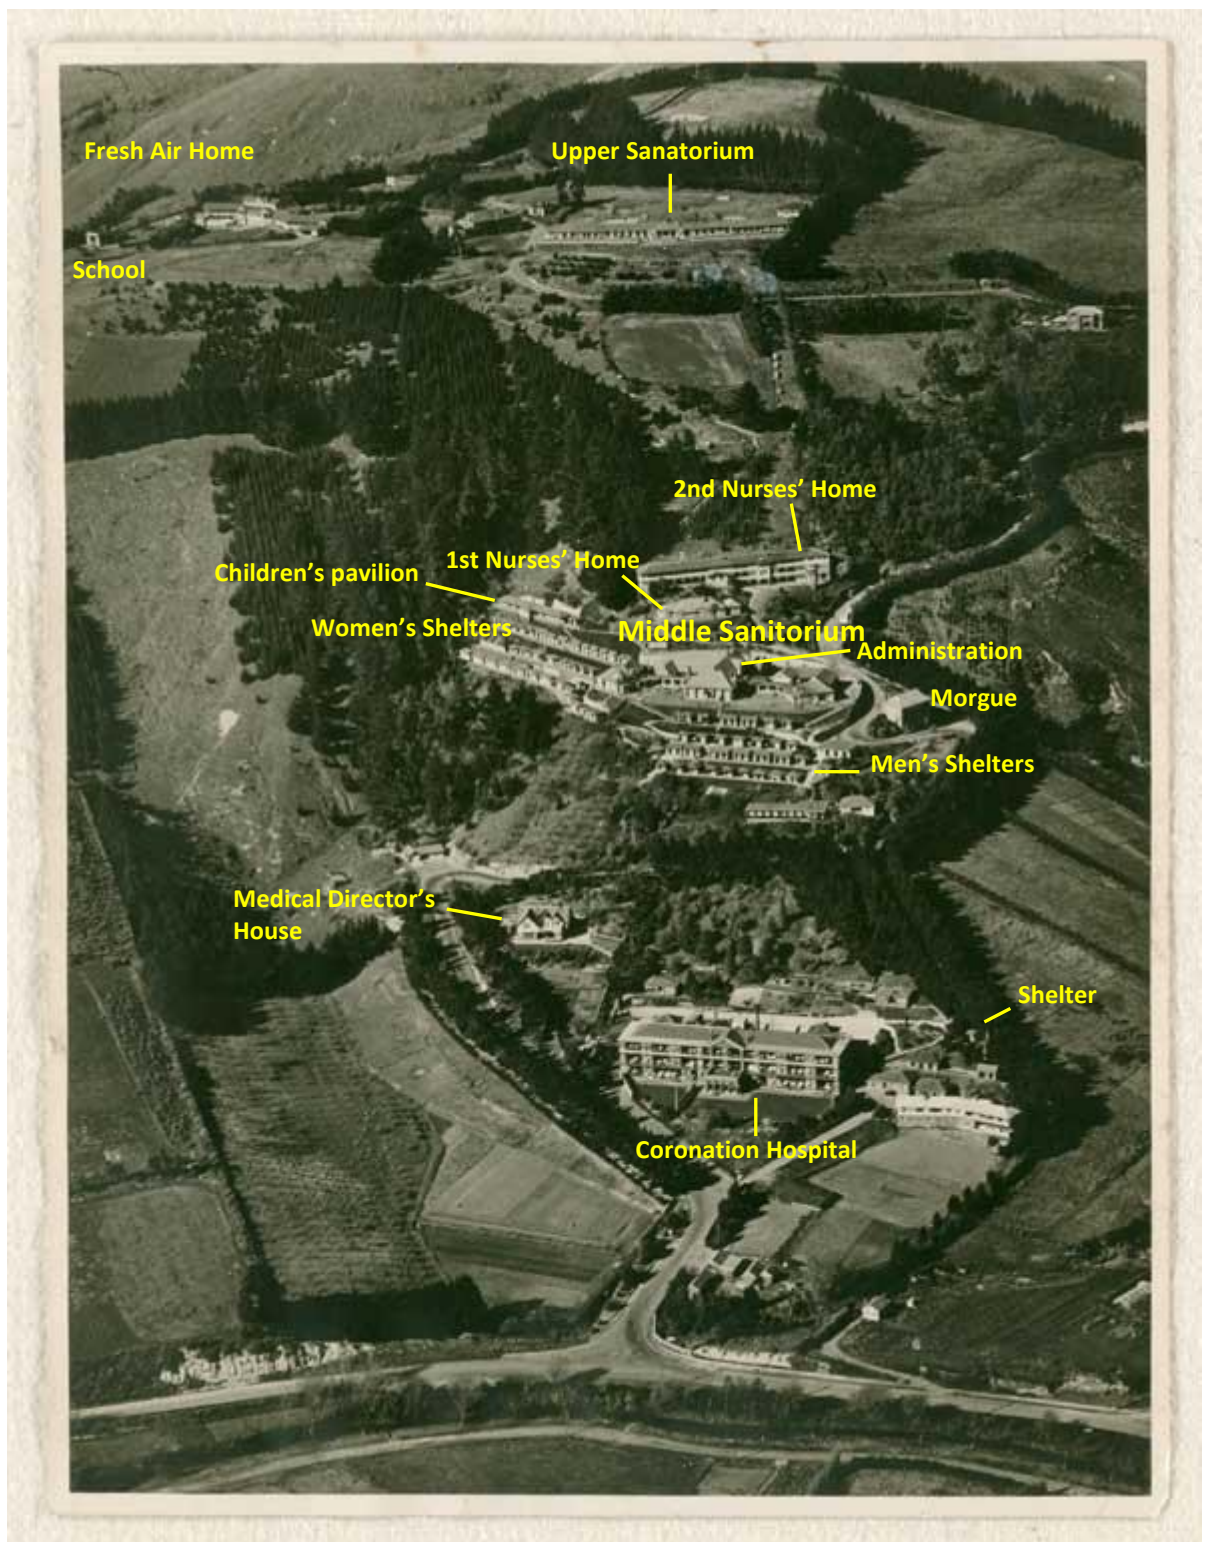 Fresh Air Home
Upper Sanatorium
School
2nd Nurses’ Home
1st Nurses’ Home
Children’s pavilion
Women’s Shelters
Middle Sanitorium
Administration
Morgue
Men’s Shelters
Medical Director’s
House
Shelter
Coronation Hospital